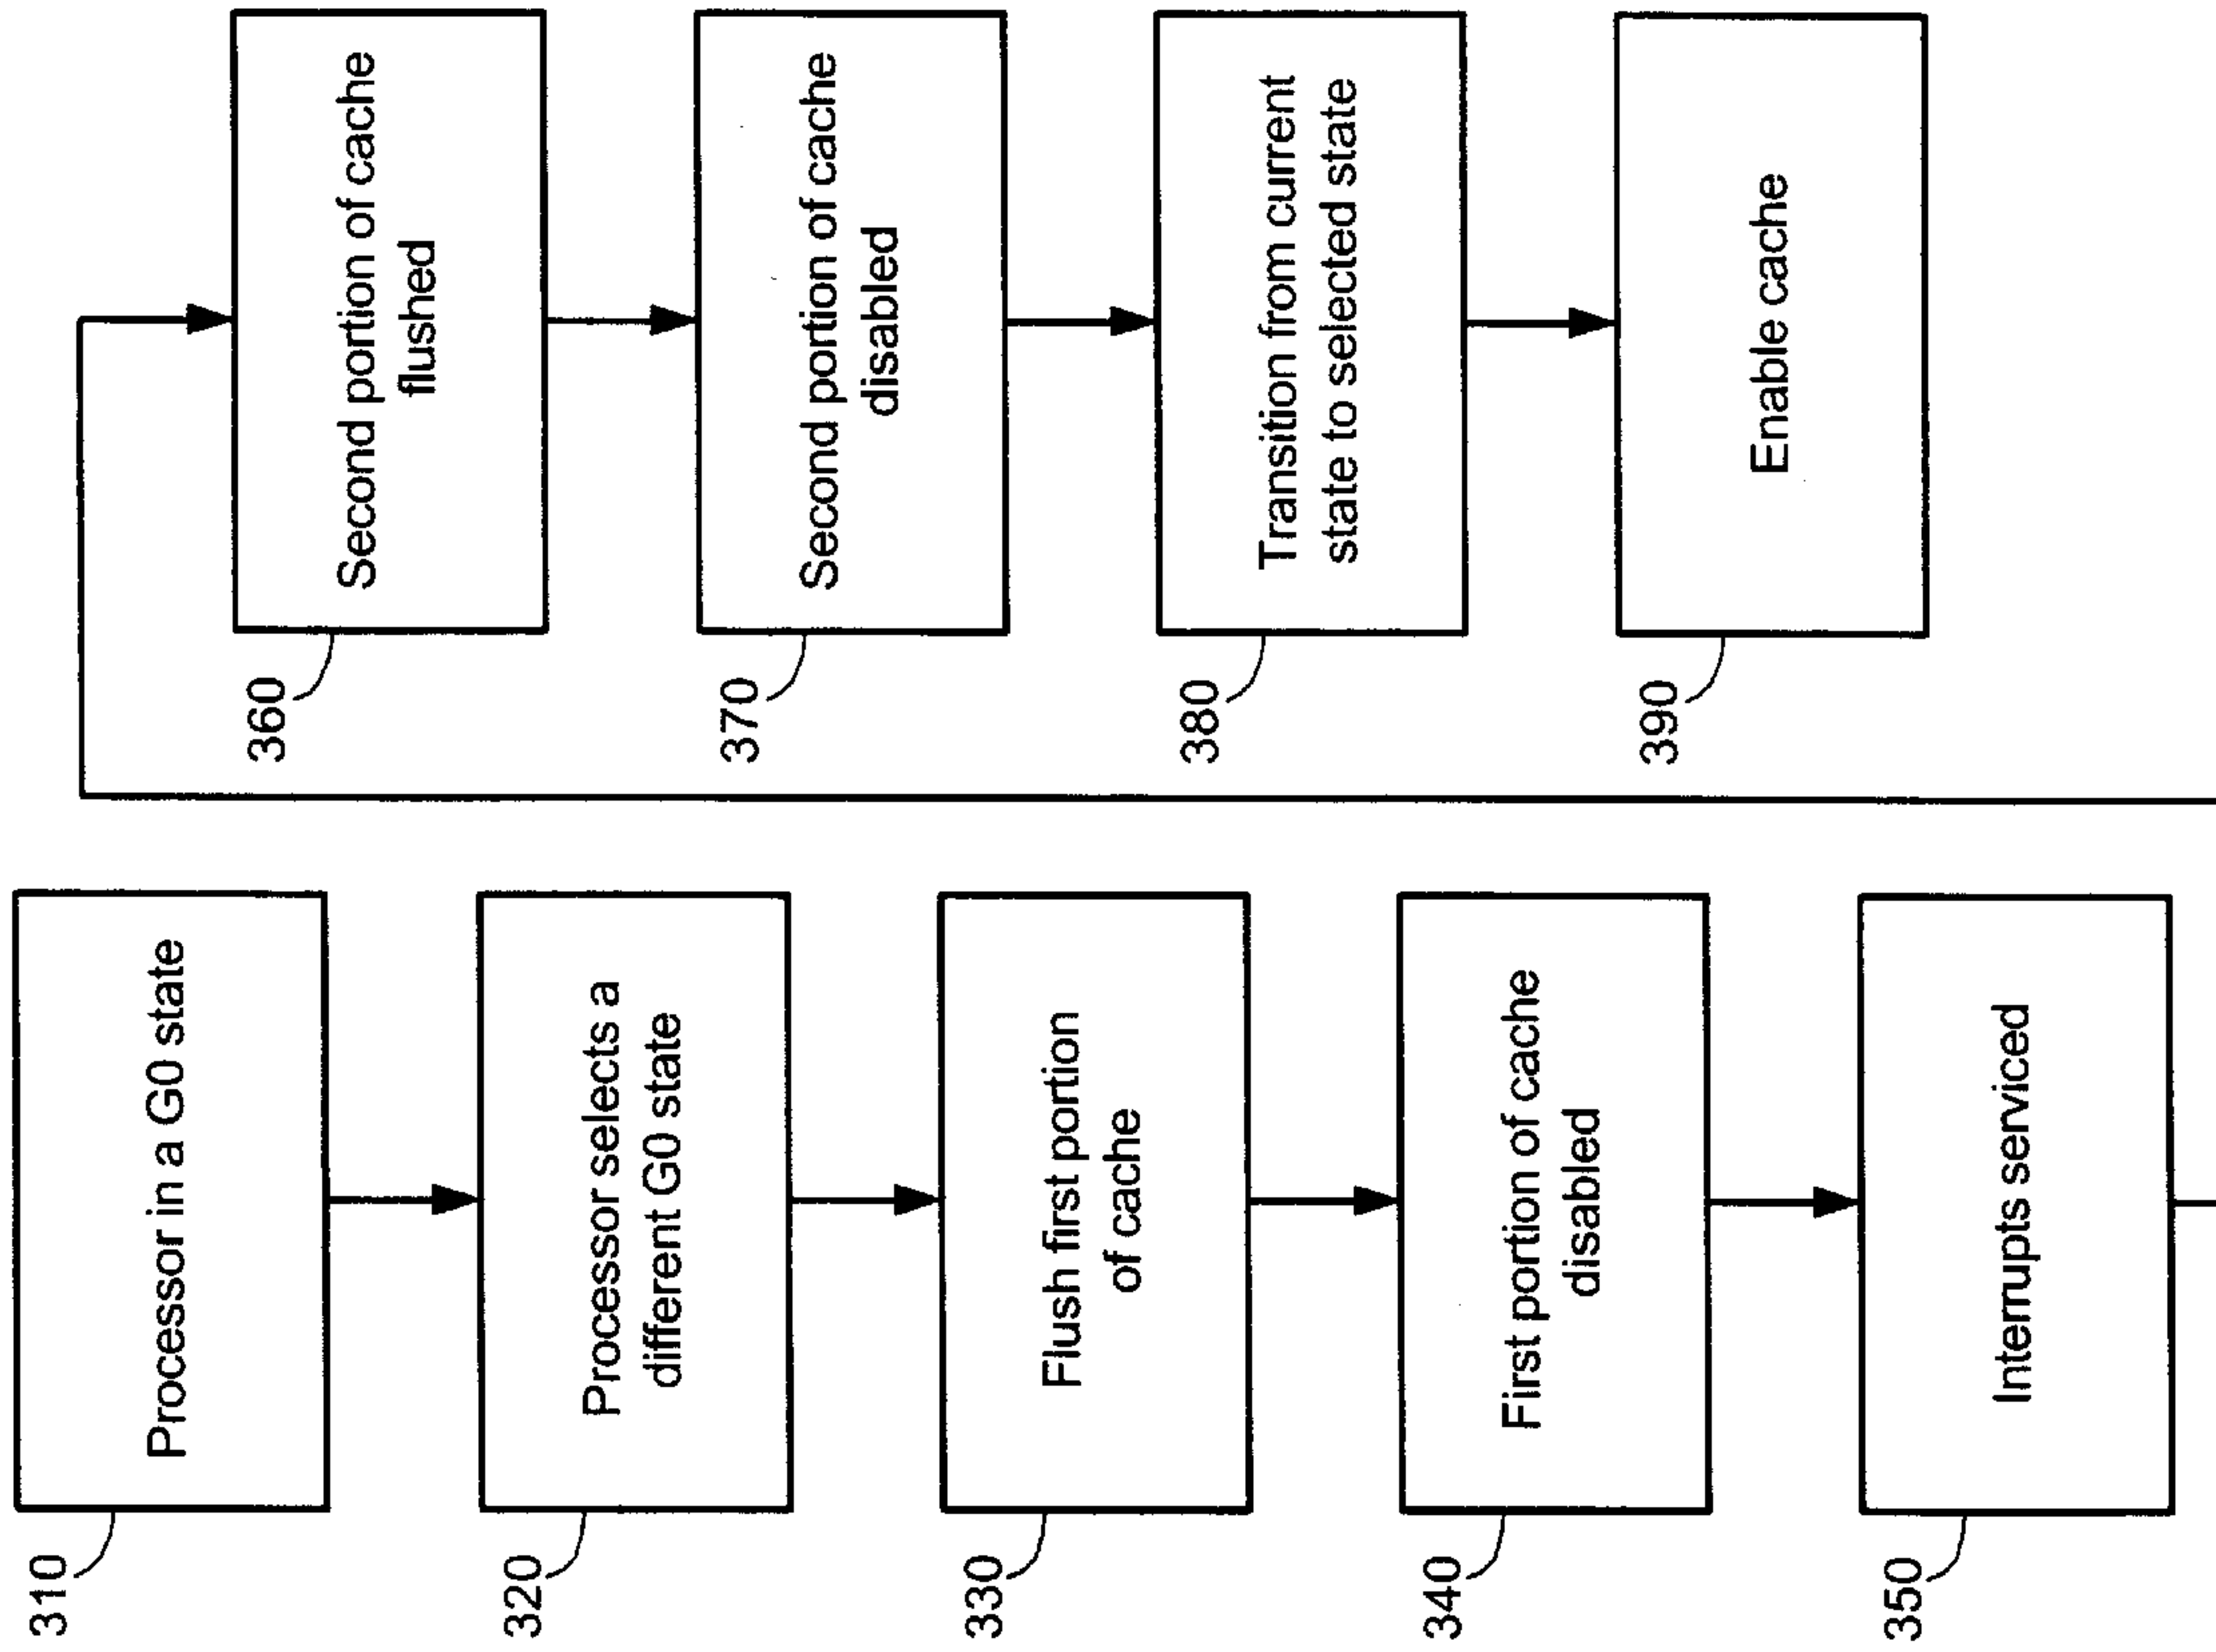 310
Processor in a G0 state
320
Processor selects a
different G0 state
330
Flush first portion
of cache
340
First portion of cache
disabled
350
Interrupts serviced
360
Second portion of cache
flushed
370
Second portion of cache
disabled
380
Transition from current
state to selected state
390
Enable cache